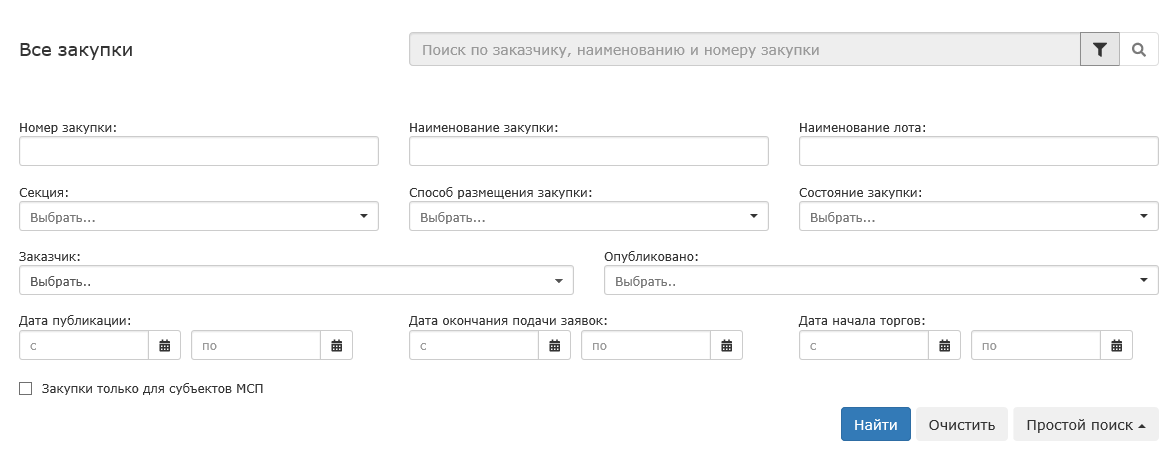 Все закупки
Поиск по заказчику, наименованию и номеру закупки
Номер закупки: Наименование закупки: Наименование лота:
Секция: Способ размещения закупки: Состояние закупки:
Выбрать... Выбрать... Выбрать...
Заказчик: Опубликовано:
Выбрать.. Выбрать..
Дата публикации: Дата окончания подачи заявок: Дата начала торгов:
с по с по с по
Закупки только для субъектов МСП
Найти Очистить Простой поиск